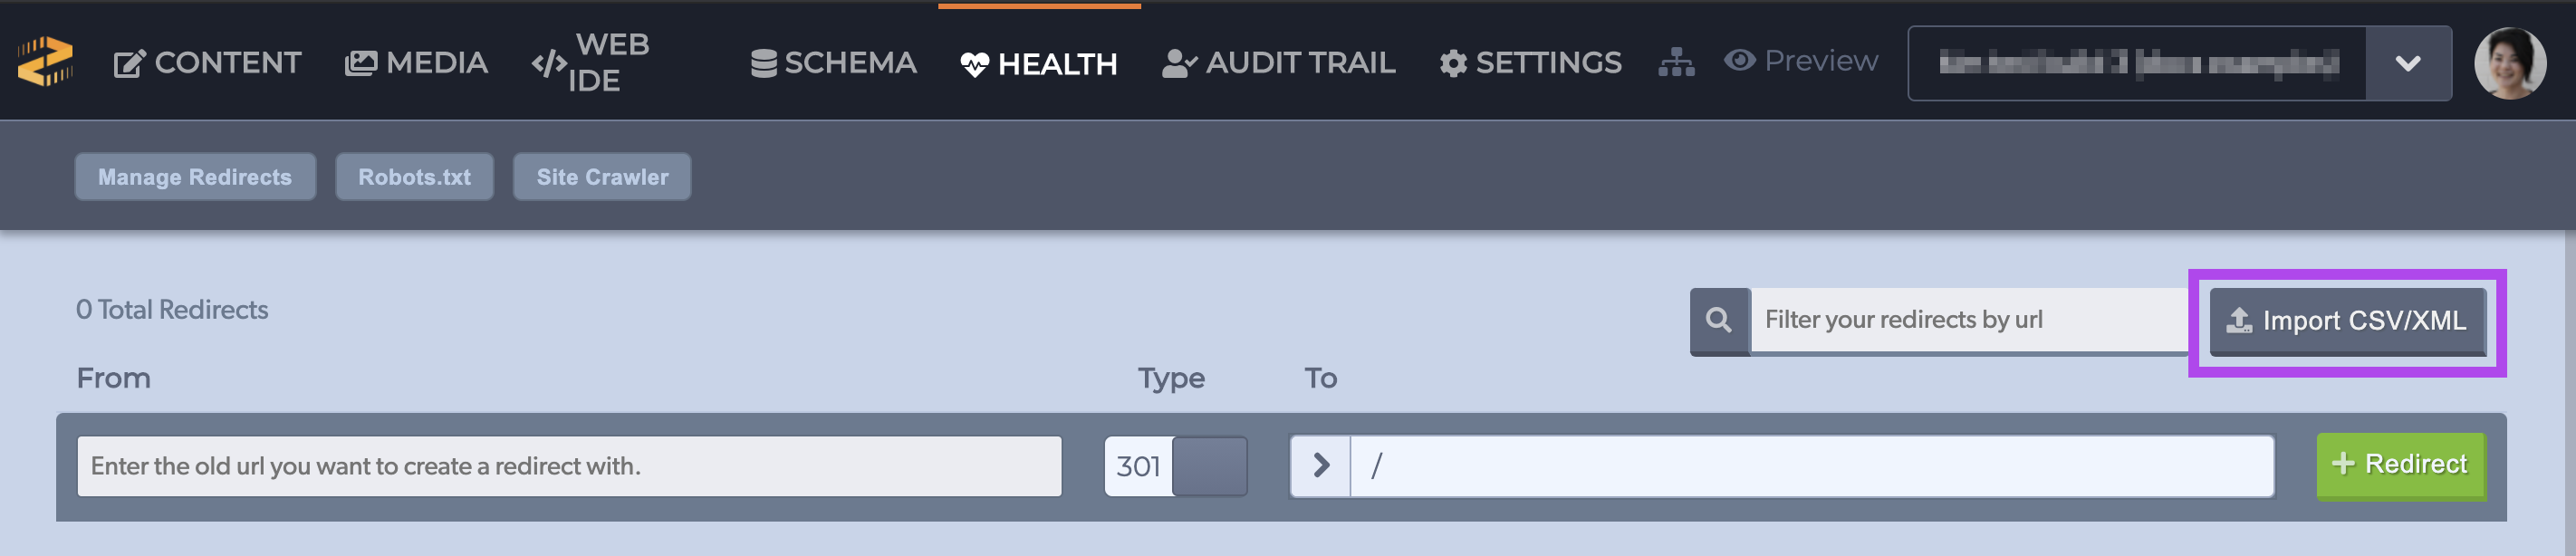 CONTENT
MEDIA
WEB
IDE
SCHEMA
HEALTH
AUDIT TRAIL
SETTINGS
Preview
Manage Redirects
Robots.txt
Site Crawler
0 Total Redirects
Filter your redirects by url
Import CSV/XML
From
Type
To
Enter the old url you want to create a redirect with.
301
/
Redirect